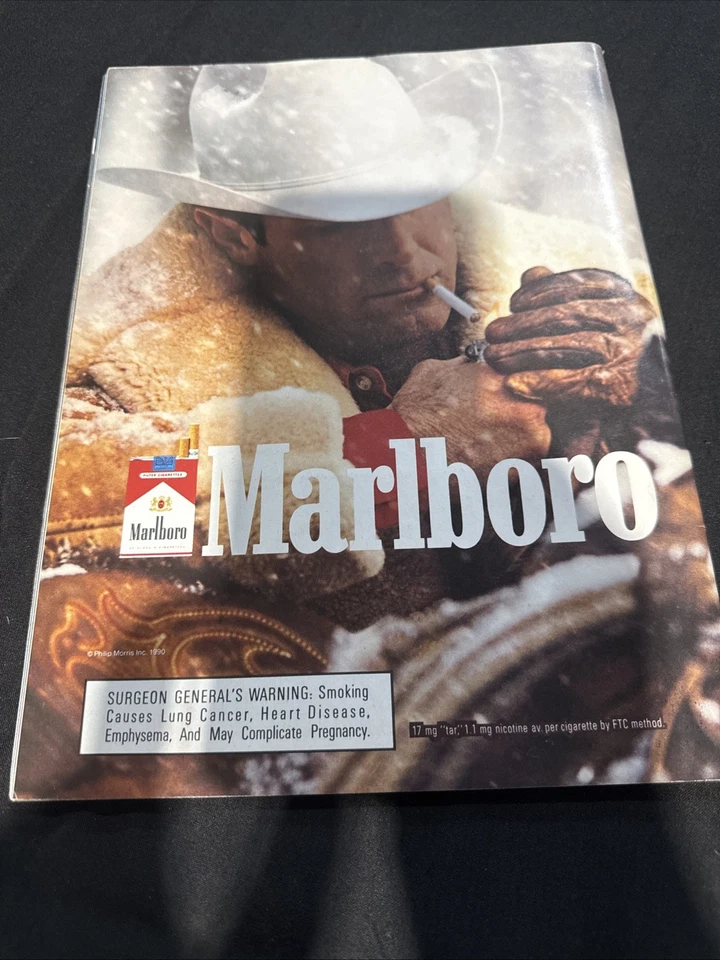 FILTER CIGARETTES
Marlboro
Marlboro
© Philip Morris Inc. 1990
SURGEON GENERAL'S WARNING: Smoking
Causes Lung Cancer, Heart Disease,
Emphysema, And May Complicate Pregnancy.
17 mg "tar," 1.1 mg nicotine av. per cigarette by FTC method.